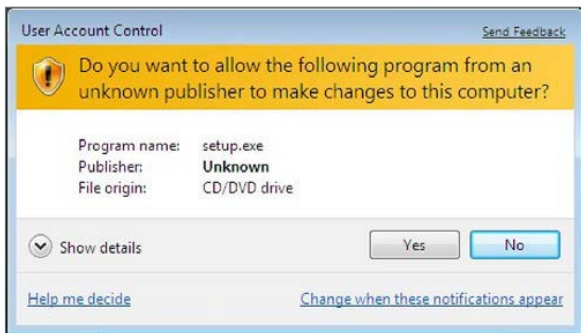 User Account Control
Send Feedback
Do you want to allow the following program from an
unknown publisher to make changes to this computer?
Program name: setup.exe
Publisher: Unknown
File origin: CD/DVD drive
Show details
Yes
No
Help me decide
Change when these notifications appear